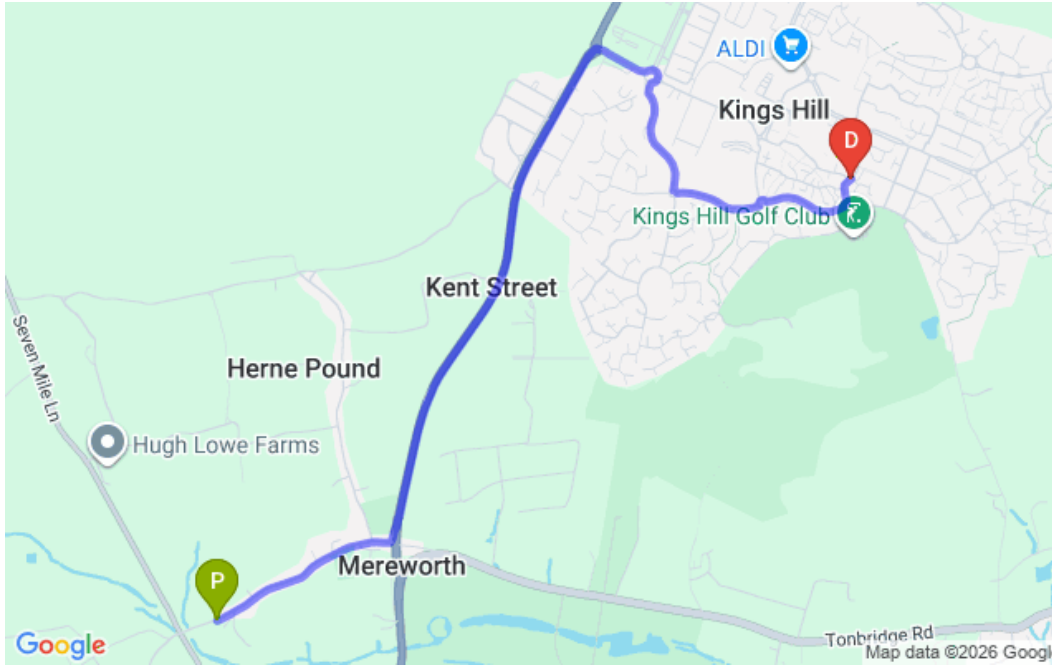 ALDI
Kings Hill
D
Kings Hill Golf Club
Kent Street
Seven Mile Ln
Herne Pound
Hugh Lowe Farms
Mereworth
P
Tonbridge Rd
Google
Map data ©2026 Google